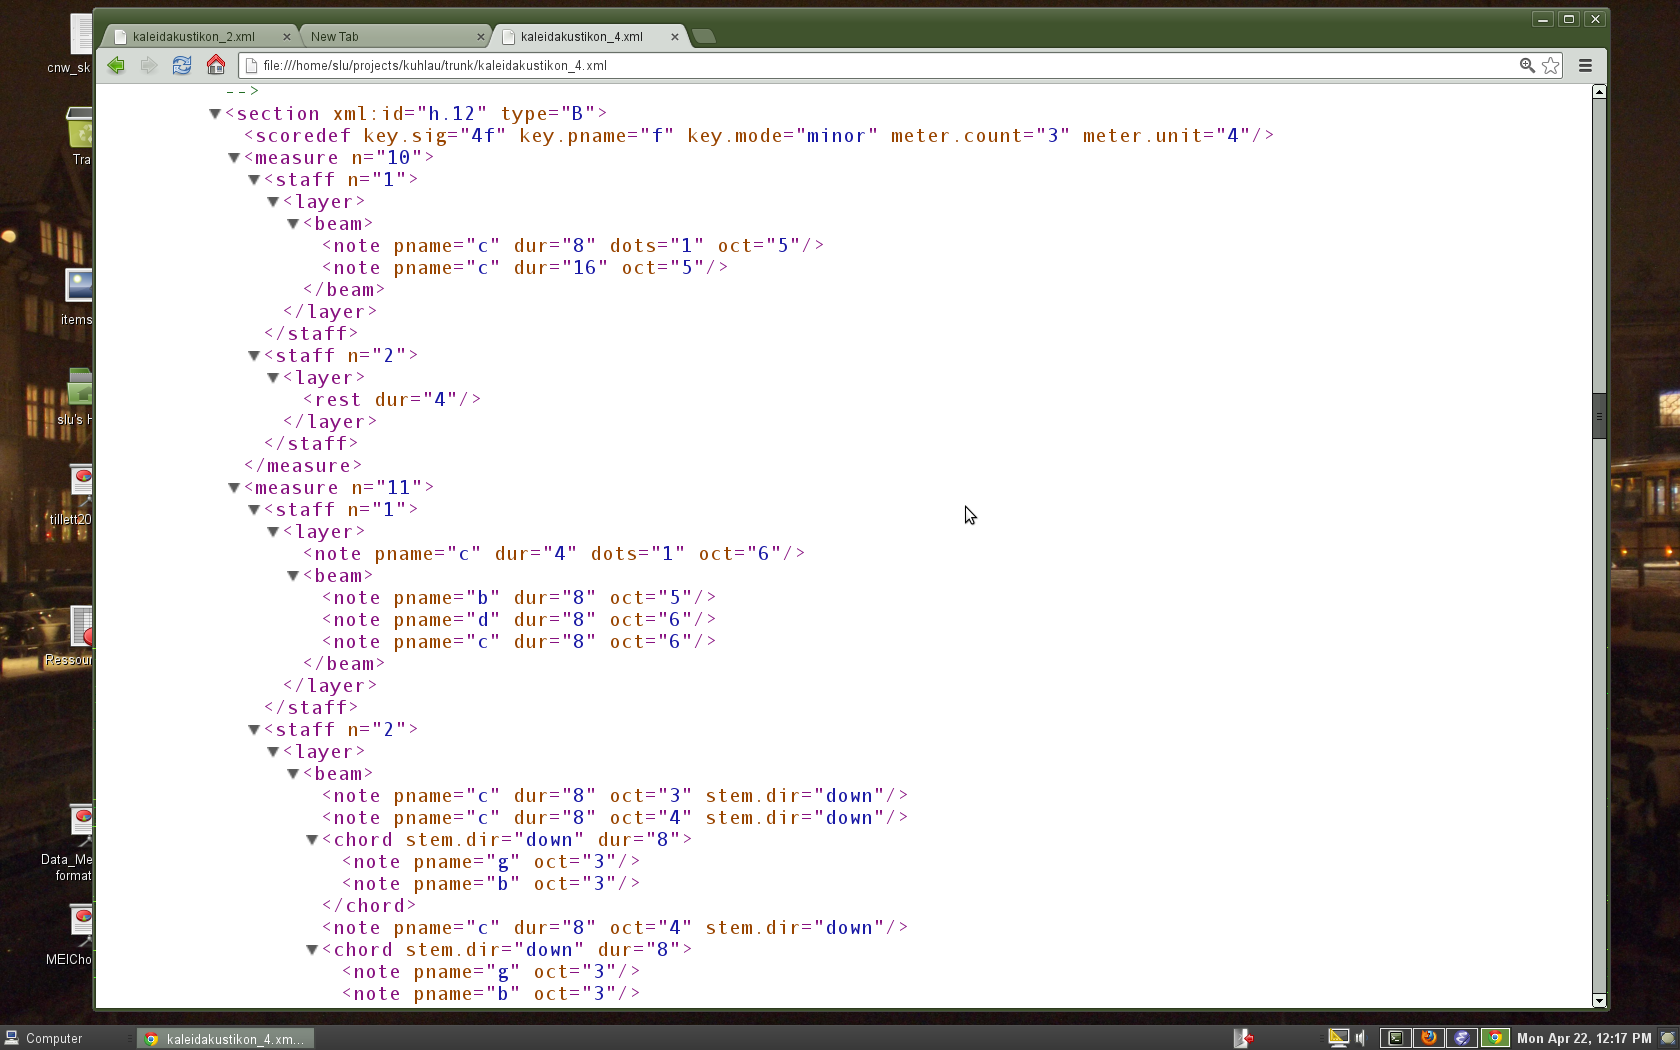 kaleidakustikon_2.xml
New Tab
kaleidakustikon_4.xml
file:///home/slu/projects/kuhlau/trunk/kaleidakustikon_4.xml
-->
<section xml:id="h.12" type="B">
<scoredef key.sig="4f" key.pname="f" key.mode="minor" meter.count="3" meter.unit="4"/>
<measure n="10">
<staff n="1">
<layer>
<beam>
<note pname="c" dur="8" dots="1" oct="5"/>
<note pname="c" dur="16" oct="5"/>
</beam>
</layer>
</staff>
<staff n="2">
<layer>
<rest dur="4"/>
</layer>
</staff>
</measure>
<measure n="11">
<staff n="1">
<layer>
<note pname="c" dur="4" dots="1" oct="6"/>
<beam>
<note pname="b" dur="8" oct="5"/>
<note pname="d" dur="8" oct="6"/>
<note pname="c" dur="8" oct="6"/>
</beam>
</layer>
</staff>
<staff n="2">
<layer>
<beam>
<note pname="c" dur="8" oct="3" stem.dir="down"/>
<note pname="c" dur="8" oct="4" stem.dir="down"/>
<chord stem.dir="down" dur="8">
<note pname="g" oct="3"/>
<note pname="b" oct="3"/>
</chord>
<note pname="c" dur="8" oct="4" stem.dir="down"/>
<chord stem.dir="down" dur="8">
<note pname="g" oct="3"/>
<note pname="b" oct="3"/>
cnw_sk
Tra
items
slu's H
tillett20
Ressour
Data_Me
format
MEICho
Computer
kaleidakustikon_4.xm...
Mon Apr 22, 12:17 PM